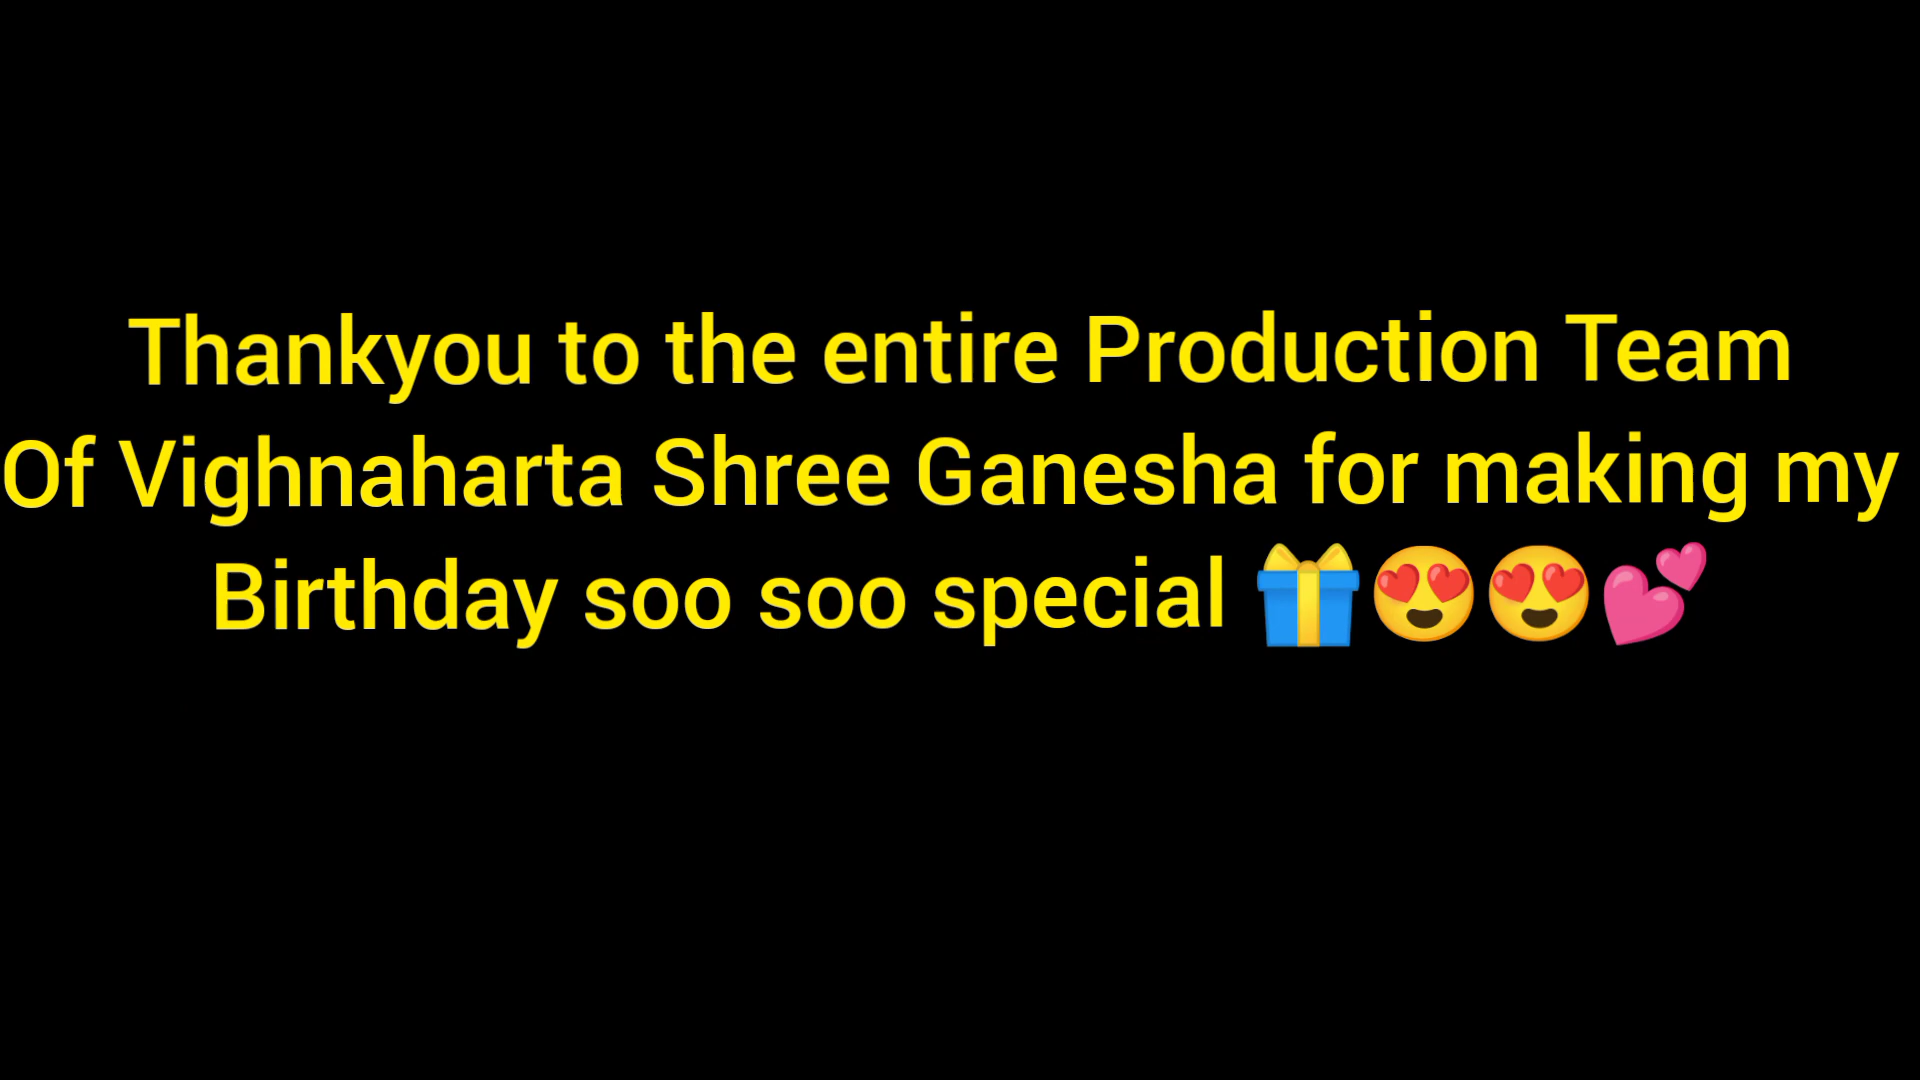 Thankyou to the entire Production Team
Of Vighnaharta Shree Ganesha for making my
Birthday soo soo special 🎁😍😍💕